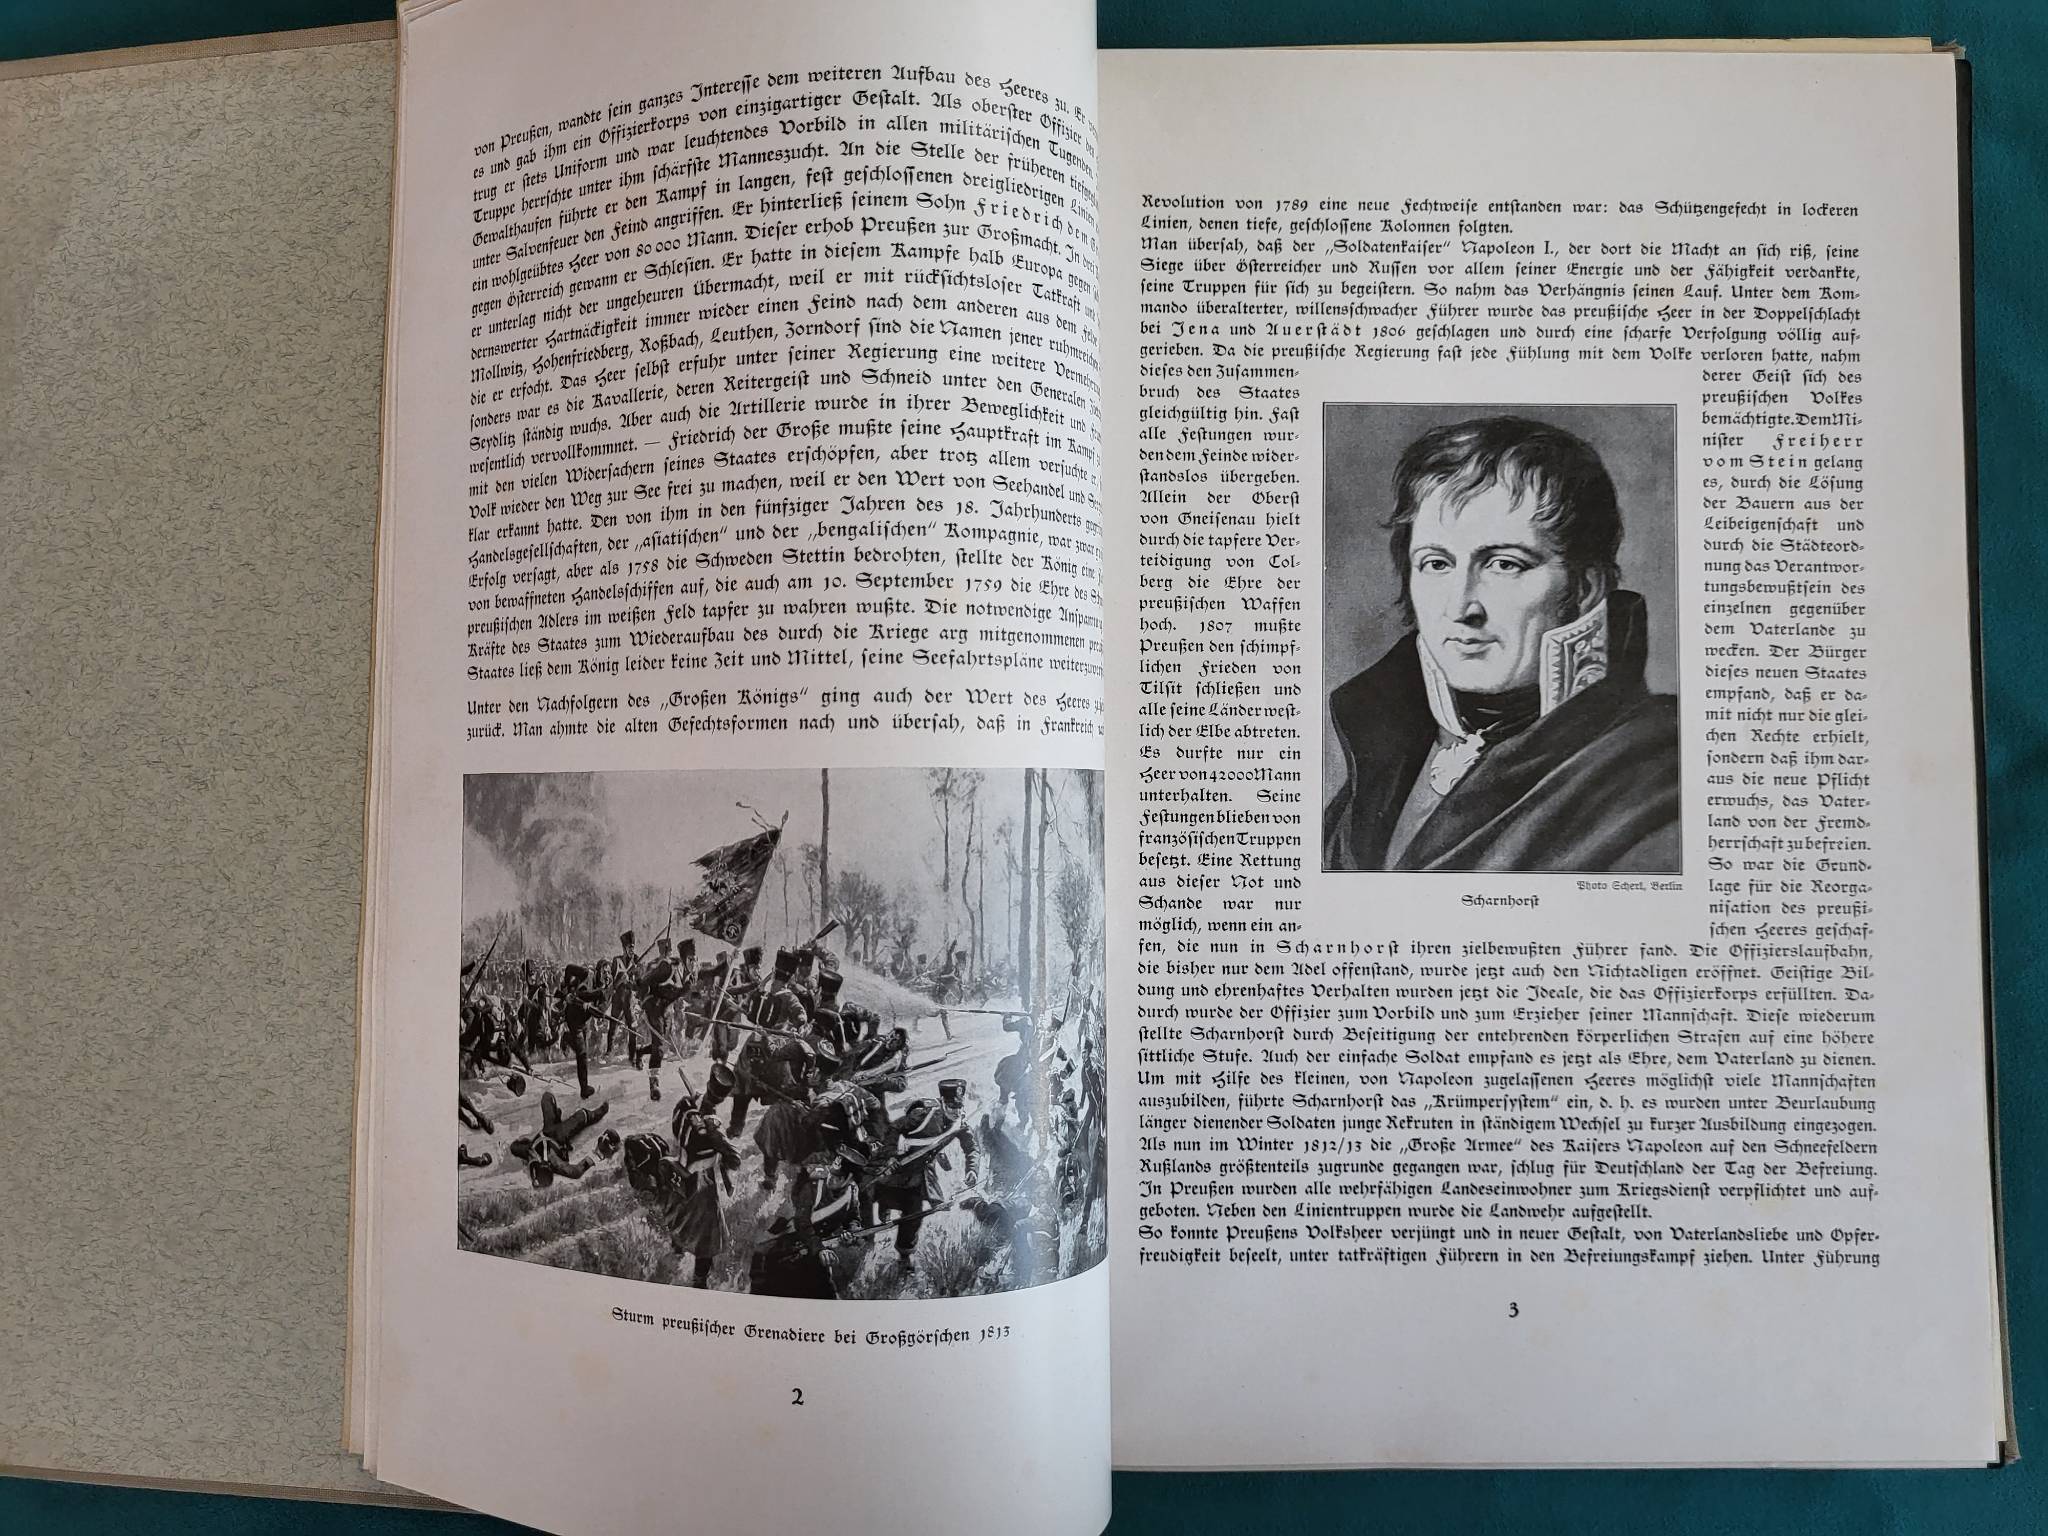 von Preußen, wandte sein ganzes Interesse dem weiteren Aufbau des Heeres zu. Er
es und gab ihm ein Offizierkorps von einzigartiger Gestalt. Als oberster Offizier der
trug er stets Uniform und war leuchtendes Vorbild in allen militärischen Tugenden.
Truppe herrschte unter ihm schärfste Manneszucht. An die Stelle der früheren
Gewalthaufen führte er den Kampf in langen, fest geschlossenen dreigliedrigen Linien
unter Salvenfeuer den Feind angriffen. Er hinterließ seinem Sohn Friedrich dem
ein wohlgeübtes Heer von 80000 Mann. Dieser erhob Preußen zur Großmacht. In drei
gegen Österreich gewann er Schlesien. Er hatte in diesem Kampfe halb Europa gegen
er unterlag nicht der ungeheuren Übermacht, weil er mit rücksichtsloser Tatkraft und
dernswerter Hartnäckigkeit immer wieder einen Feind nach dem anderen aus dem Felde
Mollwitz, Hohenfriedberg, Roßbach, Leuthen, Zorndorf sind die Namen jener ruhmreichen
die er erfocht. Das Heer selbst erfuhr unter seiner Regierung eine weitere
sonders war es die Kavallerie, deren Reitergeist und Schneid unter den Generalen
Seydlitz ständig wuchs. Aber auch die Artillerie wurde in ihrer Beweglichkeit und
wesentlich vervollkommnet. — Friedrich der Große mußte seine Hauptkraft im Kampf
mit den vielen Widersachern seines Staates erschöpfen, aber trotz allem versuchte er,
Volk wieder den Weg zur See frei zu machen, weil er den Wert von Seehandel und
klar erkannt hatte. Den von ihm in den fünfziger Jahren des 18. Jahrhunderts
Handelsgesellschaften, der „asiatischen“ und der „bengalischen“ Kompagnie, war zwar
Erfolg versagt, aber als 1758 die Schweden Stettin bedrohten, stellte der König eine
von bewaffneten Handelsschiffen auf, die auch am 10. September 1759 die Ehre des
preußischen Adlers im weißen Feld tapfer zu wahren wußte. Die notwendige
Kräfte des Staates zum Wiederaufbau des durch die Kriege arg mitgenommenen
Staates ließ dem König leider keine Zeit und Mittel, seine Seefahrtspläne
Unter den Nachfolgern des „Großen Königs“ ging auch der Wert des Heeres
zurück. Man ahmte die alten Gefechtsformen nach und übersah, daß in Frankreich
Sturm preußischer Grenadiere bei Großgörschen 1813
2
Revolution von 1789 eine neue Fechtweise entstanden war: das Schützengefecht in lockeren
Linien, denen tiefe, geschlossene Kolonnen folgten.
Man übersah, daß der „Soldatenkaiser“ Napoleon I., der dort die Macht an sich riß, seine
Siege über Österreicher und Russen vor allem seiner Energie und der Fähigkeit verdankte,
seine Truppen für sich zu begeistern. So nahm das Verhängnis seinen Lauf. Unter dem Kom-
mando überalterter, willensschwacher Führer wurde das preußische Heer in der Doppelschlacht
bei Jena und Auerstädt 1806 geschlagen und durch eine scharfe Verfolgung völlig auf-
gerieben. Da die preußische Regierung fast jede Fühlung mit dem Volke verloren hatte, nahm
dieses den Zusammen-
bruch des Staates
gleichgültig hin. Fast
alle Festungen wur-
den dem Feinde wider-
standslos übergeben.
Allein der Oberst
von Gneisenau hielt
durch die tapfere Ver-
teidigung von Col-
berg die Ehre der
preußischen Waffen
hoch. 1807 mußte
Preußen den schimpf-
lichen Frieden von
Tilsit schließen und
alle seine Länder west-
lich der Elbe abtreten.
Es durfte nur ein
Heer von 42000 Mann
unterhalten. Seine
Festungen blieben von
französischen Truppen
besetzt. Eine Rettung
aus dieser Not und
Schande war nur
möglich, wenn ein an-
Photo Scherl, Berlin
Scharnhorst
derer Geist sich des
preußischen Volkes
bemächtigte. Dem Mi-
nister Freiherr
vom Stein gelang
es, durch die Lösung
der Bauern aus der
Leibeigenschaft und
durch die Städteord-
nung das Verantwor-
tungsbewußtsein des
einzelnen gegenüber
dem Vaterlande zu
wecken. Der Bürger
dieses neuen Staates
empfand, daß er da-
mit nicht nur die glei-
chen Rechte erhielt,
sondern daß ihm dar-
aus die neue Pflicht
erwuchs, das Vater-
land von der Fremd-
herrschaft zu befreien.
So war die Grund-
lage für die Reorga-
nisation des preußi-
schen Heeres geschaf-
fen, die nun in Scharnhorst ihren zielbewußten Führer fand. Die Offizierslaufbahn,
die bisher nur dem Adel offenstand, wurde jetzt auch den Nichtadligen eröffnet. Geistige Bil-
dung und ehrenhaftes Verhalten wurden jetzt die Ideale, die das Offizierkorps erfüllten. Da-
durch wurde der Offizier zum Vorbild und zum Erzieher seiner Mannschaft. Diese wiederum
stellte Scharnhorst durch Beseitigung der entehrenden körperlichen Strafen auf eine höhere
sittliche Stufe. Auch der einfache Soldat empfand es jetzt als Ehre, dem Vaterland zu dienen.
Um mit Hilfe des kleinen, von Napoleon zugelassenen Heeres möglichst viele Mannschaften
auszubilden, führte Scharnhorst das „Krümpersystem“ ein, d. h. es wurden unter Beurlaubung
länger dienender Soldaten junge Rekruten in ständigem Wechsel zu kurzer Ausbildung eingezogen.
Als nun im Winter 1812/13 die „Große Armee“ des Kaisers Napoleon auf den Schneefeldern
Rußlands größtenteils zugrunde gegangen war, schlug für Deutschland der Tag der Befreiung.
In Preußen wurden alle wehrfähigen Landeseinwohner zum Kriegsdienst verpflichtet und auf-
geboten. Neben den Linientruppen wurde die Landwehr aufgestellt.
So konnte Preußens Volksheer verjüngt und in neuer Gestalt, von Vaterlandsliebe und Opfer-
freudigkeit beseelt, unter tatkräftigen Führern in den Befreiungskampf ziehen. Unter Führung
3